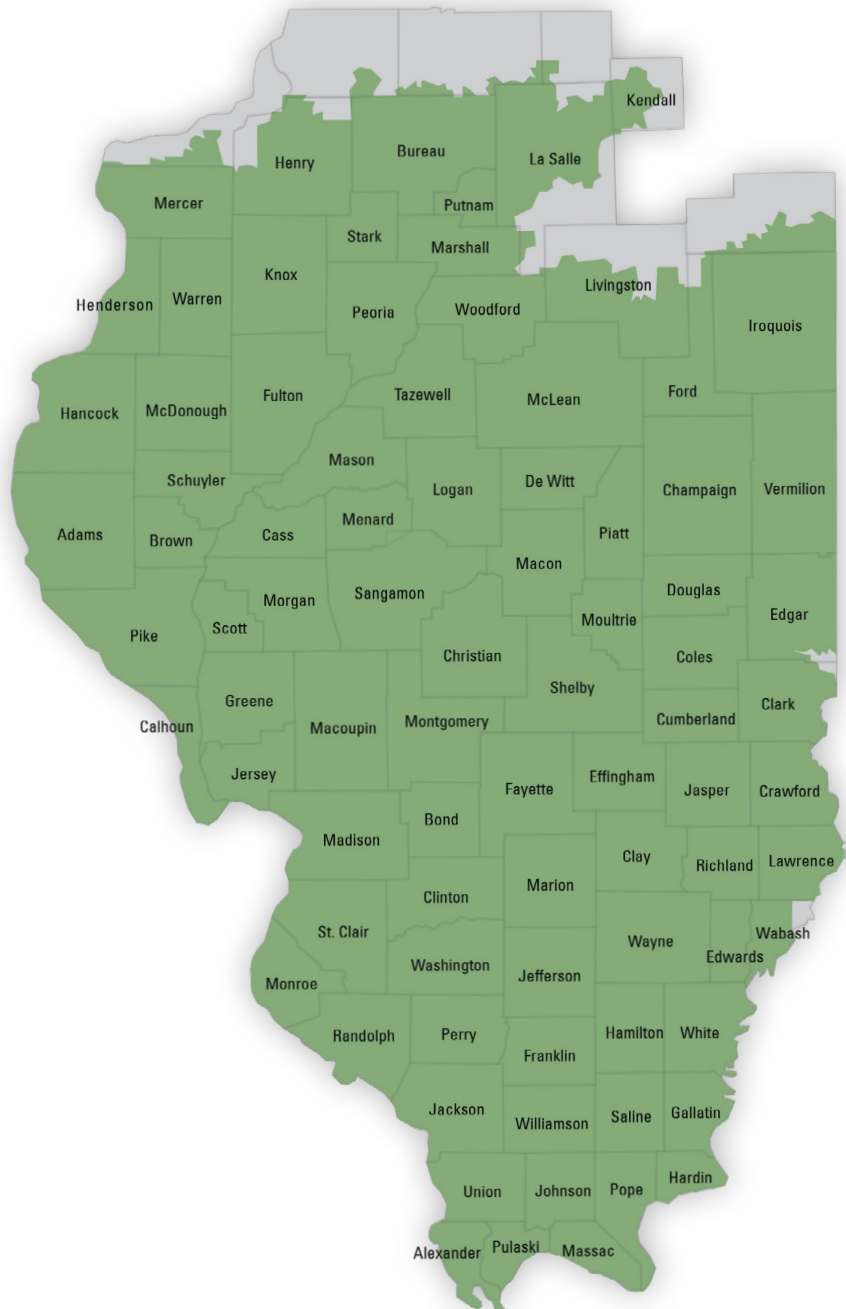 Kendall
Bureau
La Salle
Henry
Mercer
Putnam
Stark
Marshall
Knox
Livingston
Henderson
Warren
Peoria
Woodford
Iroquois
Ford
Tazewell
Fulton
McLean
Hancock
McDonough
Mason
Schuyler
Logan
De Witt
Champaign
Vermilion
Menard
Adams
Cass
Brown
Piatt
Macon
Douglas
Sangamon
Morgan
Edgar
Moultrie
Scott
Pike
Christian
Coles
Shelby
Greene
Clark
Cumberland
Montgomery
Calhoun
Macoupin
Jersey
Effingham
Fayette
Jasper
Crawford
Bond
Madison
Clay
Lawrence
Richland
Marion
Clinton
St. Clair
Wabash
Wayne
Edwards
Washington
Jefferson
Monroe
Hamilton
White
Randolph
Perry
Franklin
Jackson
Gallatin
Saline
Williamson
Hardin
Union
Johnson
Pope
Pulaski
Massac
Alexander